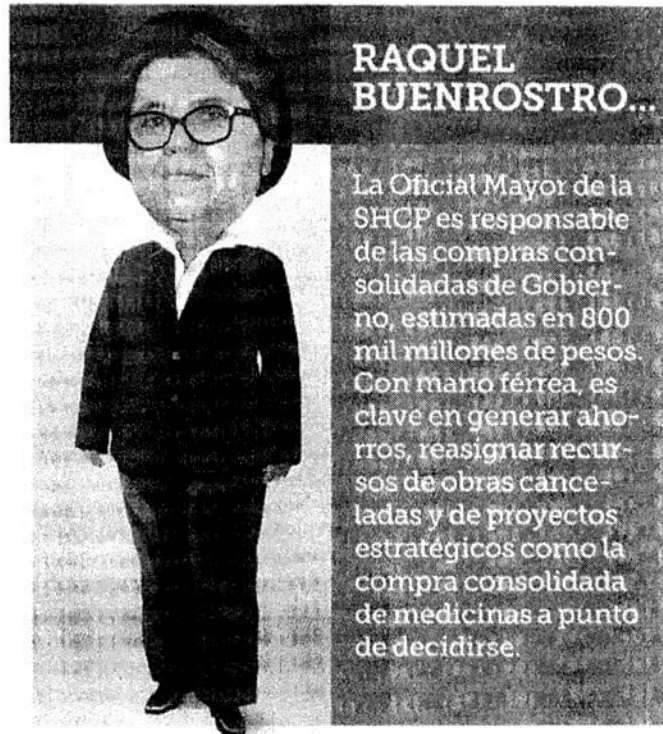 RAQUEL
BUENROSTRO...
La Oficial Mayor de la
SHCP es responsable
de las compras con-
solidadas de Gobier-
no, estimadas en 800
mil millones de pesos.
Con mano férrea, es
clave en generar aho-
rros, reasignar recur-
sos de obras cance-
ladas y de proyectos
estratégicos como la
compra consolidada
de medicinas a punto
de decidirse.